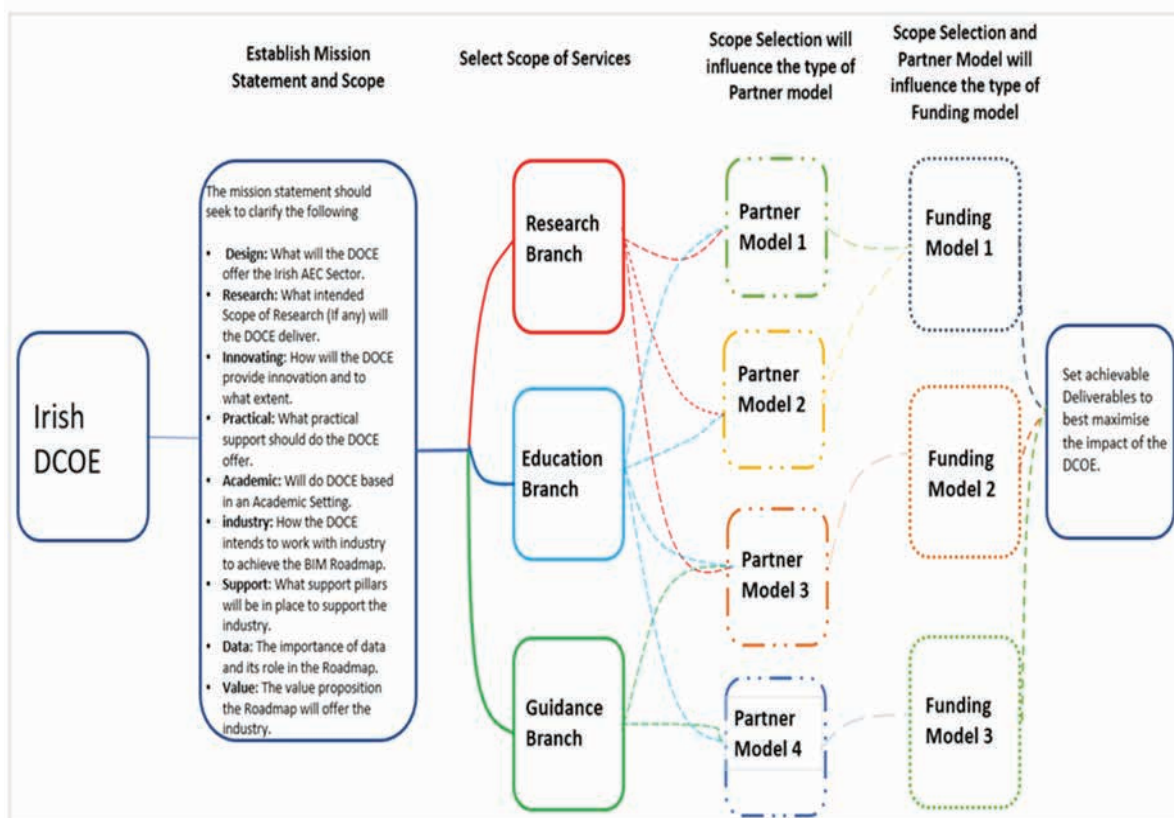 Establish Mission
Statement and Scope
Select Scope of Services
Scope Selection will
influence the type of
Partner model
Scope Selection and
Partner Model will
influence the type of
Funding model
Irish
DCOE
The mission statement should
seek to clarify the following
• Design: What will the DOCE
offer the Irish AEC Sector.
• Research: What intended
Scope of Research (If any) will
the DOCE deliver.
• Innovating: How will the DOCE
provide innovation and to
what extent.
• Practical: What practical
support should do the DOCE
offer.
• Academic: Will do DOCE based
in an Academic Setting.
• industry: How the DOCE
intends to work with industry
to achieve the BIM Roadmap.
• Support: What support pillars
will be in place to support the
industry.
• Data: The importance of data
and its role in the Roadmap.
• Value: The value proposition
the Roadmap will offer the
industry.
Research
Branch
Education
Branch
Guidance
Branch
Partner
Model 1
Partner
Model 2
Partner
Model 3
Partner
Model 4
Funding
Model 1
Funding
Model 2
Funding
Model 3
Set achievable
Deliverables to
best maximise
the impact of the
DCOE.